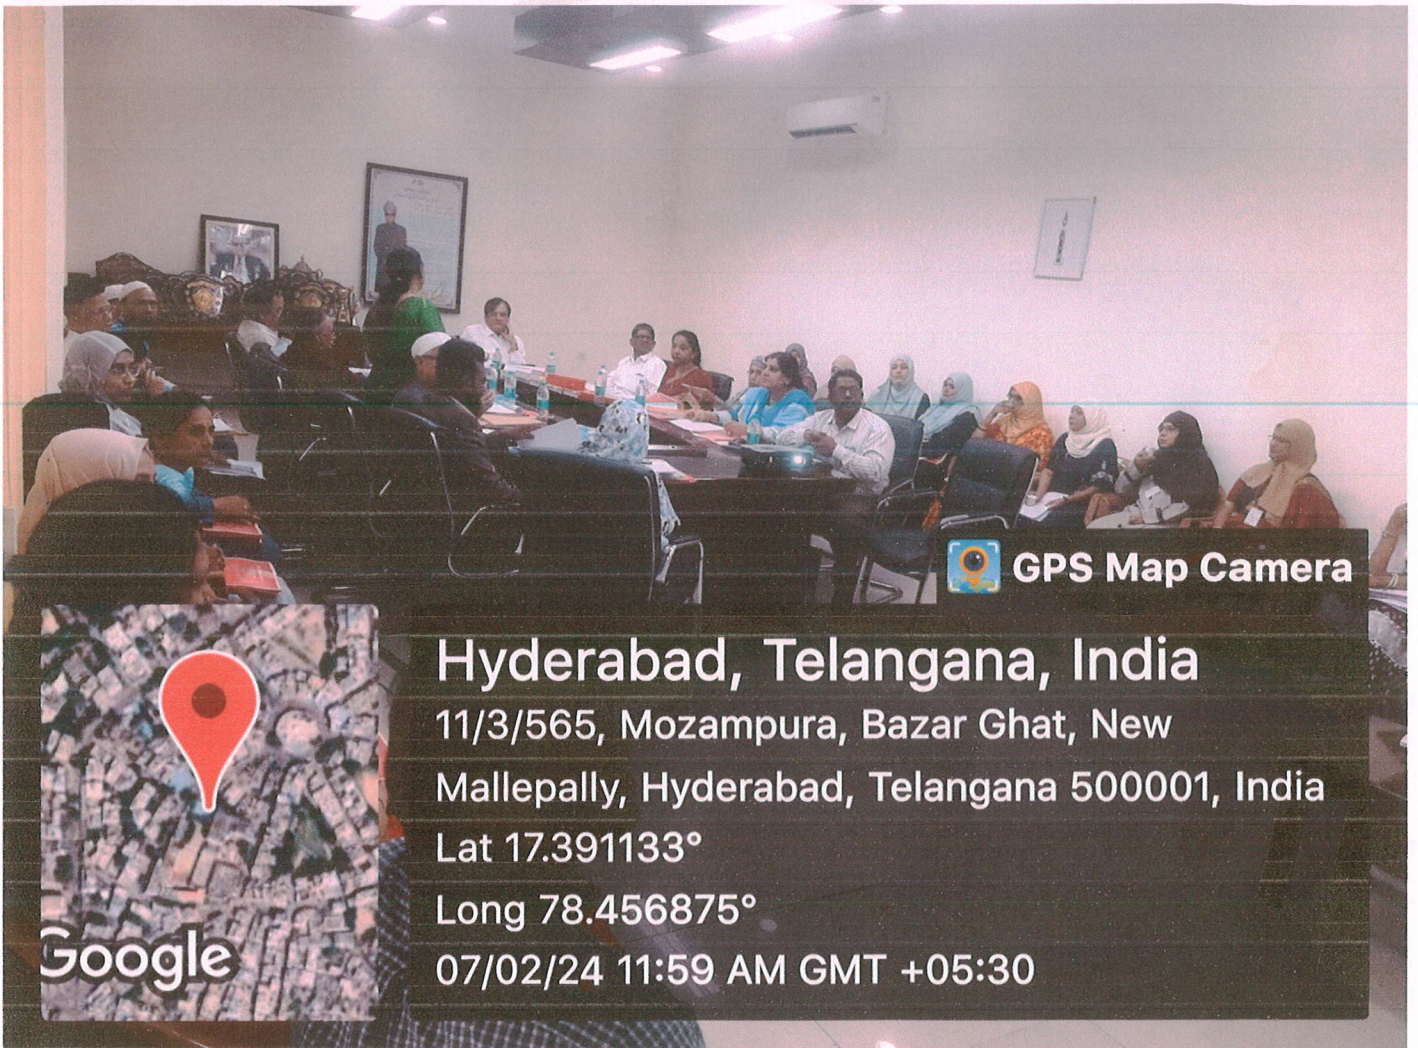 GPS Map Camera
Hyderabad, Telangana, India
11/3/565, Mozampura, Bazar Ghat, New
Mallepally, Hyderabad, Telangana 500001, India
Lat 17.391133°
Long 78.456875°
07/02/24 11:59 AM GMT +05:30
Google